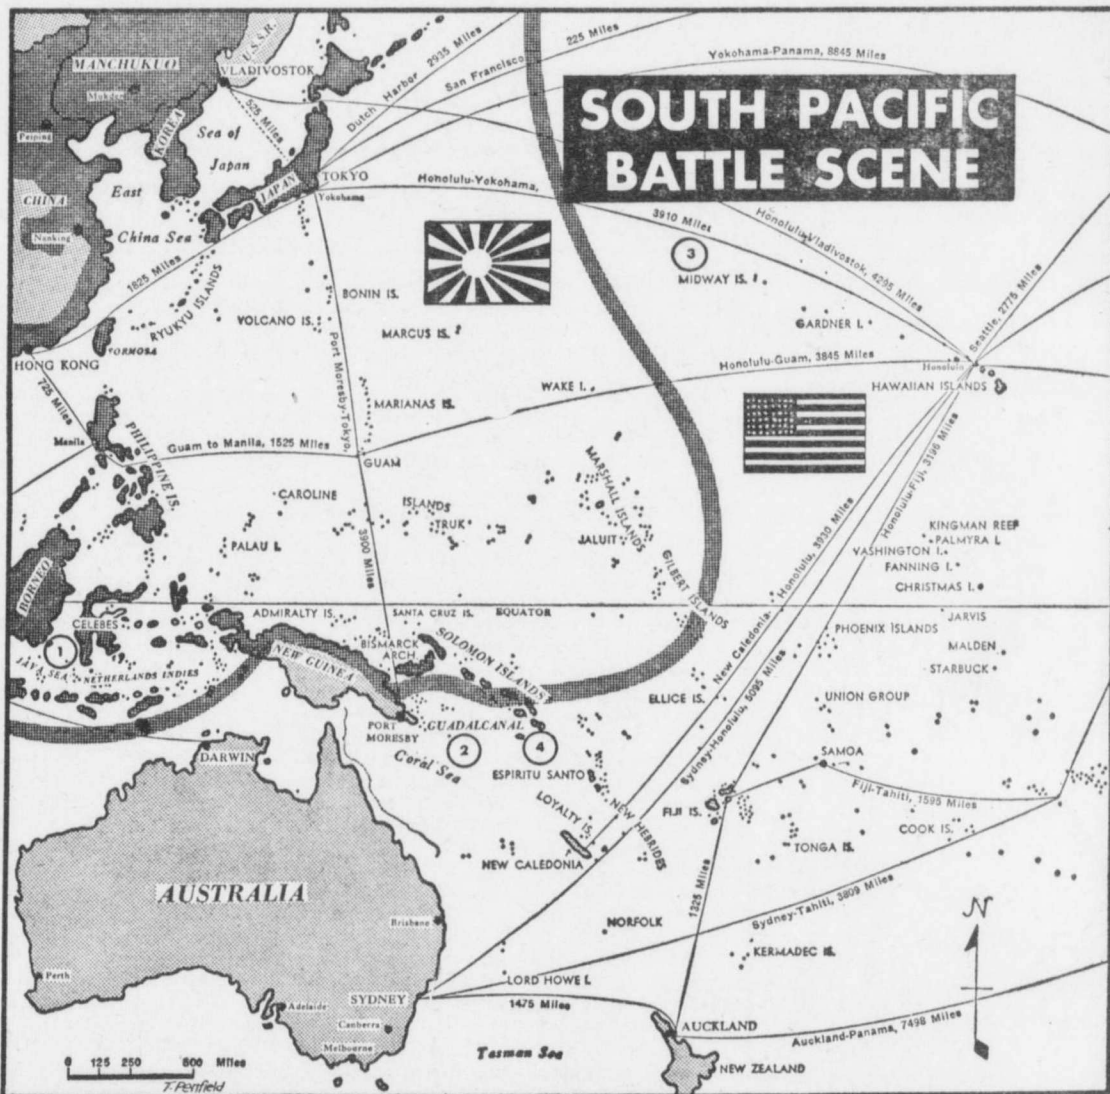 SOUTH PACIFIC
BATTLE SCENE
U.S.S.R.
MANCHUKUO
VLADIVOSTOK
Mukden
Peiping
KOREA
Sea of
Japan
525 Miles
Dutch Harbor 2935 Miles
San Francisco
225 Miles
Yokohama-Panama, 8845 Miles
East
China Sea
CHINA
Nanking
JAPAN
TOKYO
Yokohama
Honolulu-Yokohama,
3910 Miles
Honolulu-Vladivostok, 4295 Miles
Seattle, 2775 Miles
3
MIDWAY IS.
1825 Miles
RYUKYU ISLANDS
BONIN IS.
VOLCANO IS.
MARCUS IS.
GARDNER I.
HONG KONG
FORMOSA
725 Miles
Port Moresby-Tokyo,
3900 Miles
Honolulu-Guam, 3845 Miles
Honolulu
HAWAIIAN ISLANDS
WAKE I.
MARIANAS IS.
Manila
PHILIPPINE IS.
Guam to Manila, 1525 Miles
GUAM
CAROLINE
ISLANDS
TRUK
PALAU I.
MARSHALL ISLANDS
JALUIT
GILBERT ISLANDS
Honolulu-Fiji, 3195 Miles
New Caledonia-Honolulu, 3930 Miles
Sydney-Honolulu, 5095 Miles
KINGMAN REEF
PALMYRA I.
WASHINGTON I.
FANNING I.
CHRISTMAS I.
BORNEO
CELEBES
1
JAVA SEA
NETHERLANDS INDIES
ADMIRALTY IS.
SANTA CRUZ IS.
EQUATOR
JARVIS
PHOENIX ISLANDS
MALDEN
STARBUCK
NEW GUINEA
BISMARCK
ARCH.
SOLOMON ISLANDS
ELLICE IS.
UNION GROUP
PORT
MORESBY
GUADALCANAL
2
4
Coral Sea
ESPIRITU SANTO
DARWIN
SAMOA
Fiji-Tahiti, 1595 Miles
FIJI IS.
LOYALTY IS.
NEW HEBRIDES
NEW CALEDONIA
TONGA IS.
COOK IS.
AUSTRALIA
1325 Miles
Sydney-Tahiti, 3809 Miles
Brisbane
NORFOLK
KERMADEC IS.
N
Perth
LORD HOWE I.
SYDNEY
1475 Miles
Adelaide
Canberra
Melbourne
AUCKLAND
Auckland-Panama, 7498 Miles
Tasman Sea
NEW ZEALAND
0 125 250 500 Miles
T. Penfield